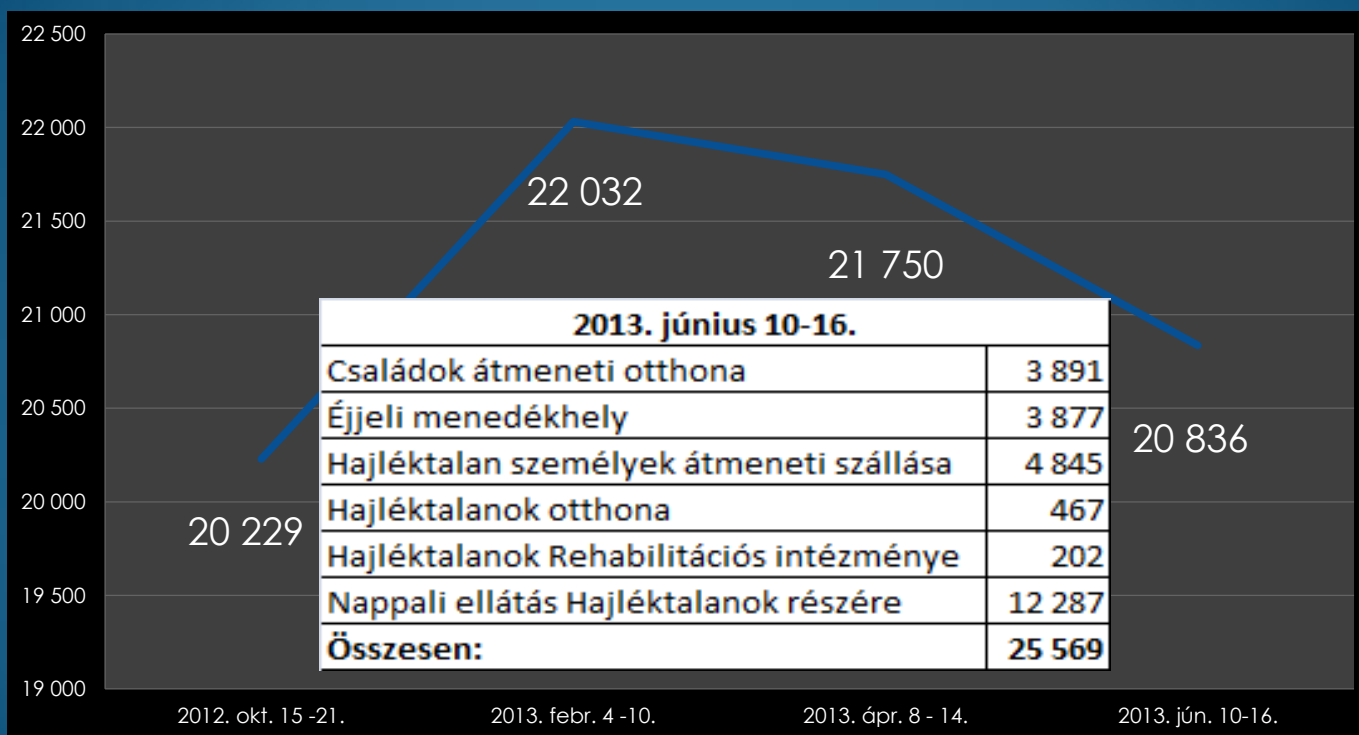 22 500
22 000
21 500
21 000
20 500
20 000
19 500
19 000
22 032
21 750
20 836
20 229
2013. június 10-16.
Családok átmeneti otthona 3 891
Éjjeli menedékhely 3 877
Hajléktalan személyek átmeneti szállása 4 845
Hajléktalanok otthona 467
Hajléktalanok Rehabilitációs intézménye 202
Nappali ellátás Hajléktalanok részére 12 287
Összesen: 25 569
2012. okt. 15 -21. 2013. febr. 4 -10. 2013. ápr. 8 - 14. 2013. jún. 10-16.